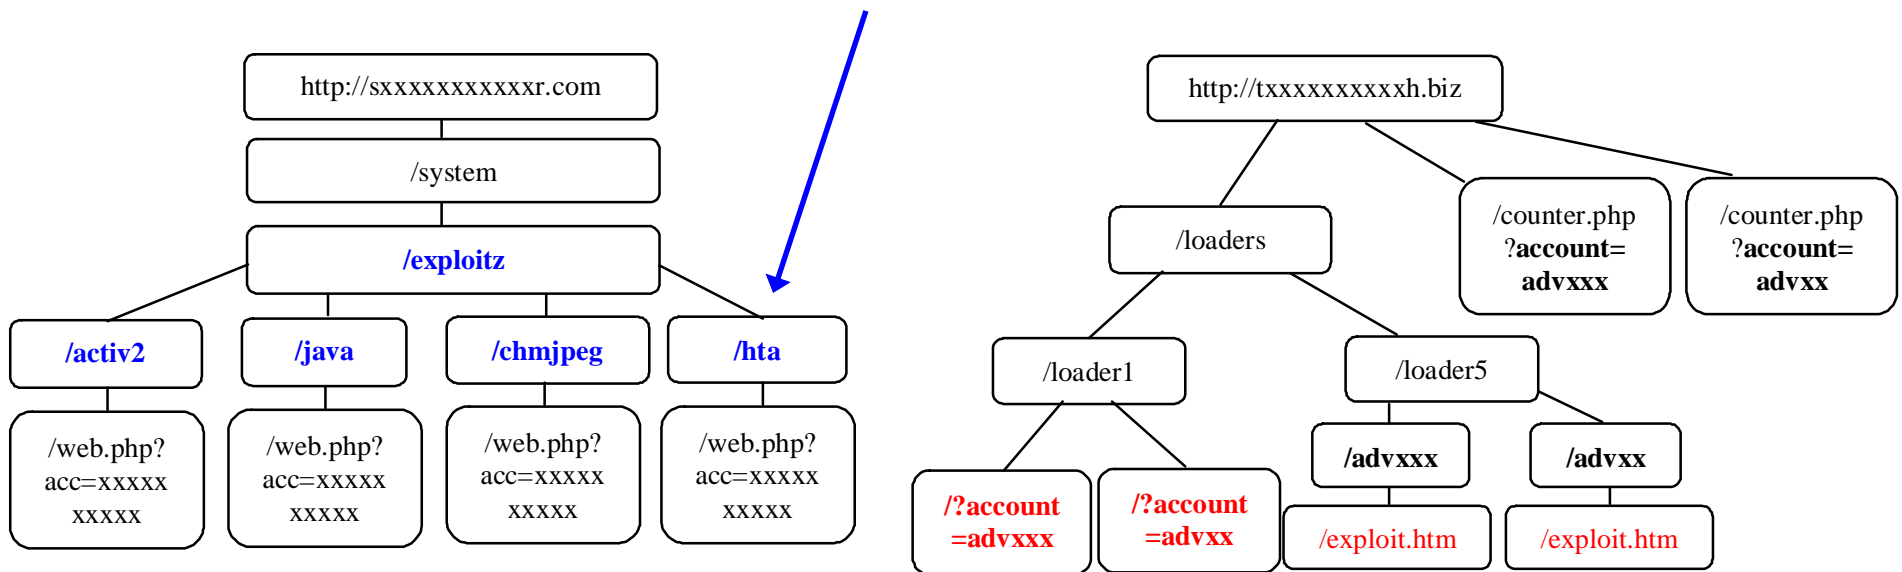 http://sxxxxxxxxxxxxr.com
/system
/exploitz
/activ2
/java
/chmjpeg
/hta
/web.php?
acc=xxxxx
xxxxx
/web.php?
acc=xxxxx
xxxxx
/web.php?
acc=xxxxx
xxxxx
/web.php?
acc=xxxxx
xxxxx
http://txxxxxxxxxxh.biz
/loaders
/counter.php
?account=
advxxx
/counter.php
?account=
advxx
/loader1
/loader5
/?account
=advxxx
/?account
=advxx
/advxxx
/advxx
/exploit.htm
/exploit.htm